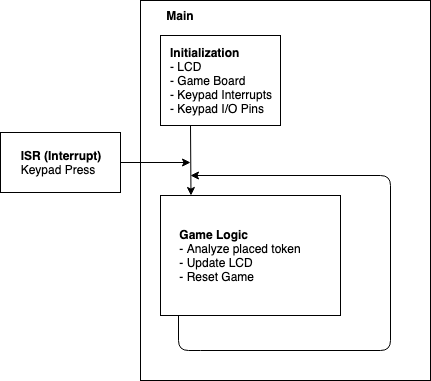 Main
Initialization
- LCD
- Game Board
- Keypad Interrupts
- Keypad I/O Pins
ISR (Interrupt)
Keypad Press
Game Logic
- Analyze placed token
- Update LCD
- Reset Game